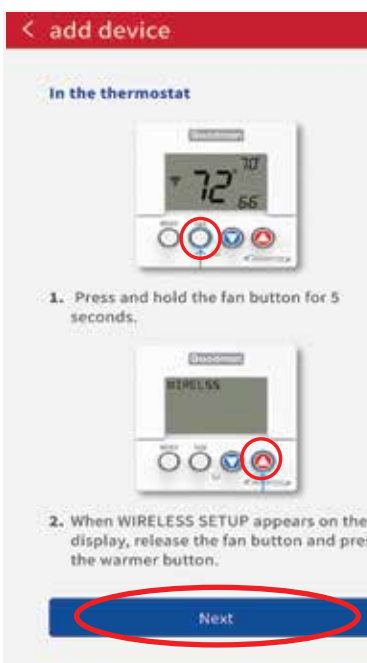 < add device
In the thermostat
Goodman
70
72
66
MODE FAN
1. Press and hold the fan button for 5
seconds.
Goodman
WIRELSS
MODE FAN
2. When WIRELESS SETUP appears on the
display, release the fan button and pres
the warmer button.
Next